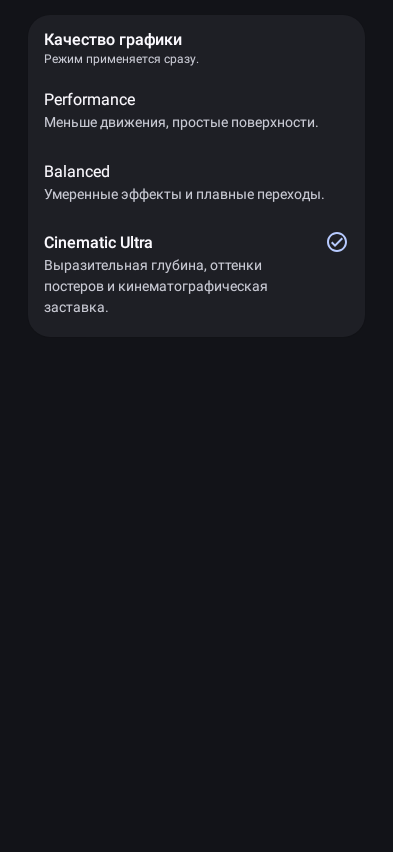 Качество графики
Режим применяется сразу.
Performance
Меньше движения, простые поверхности.
Balanced
Умеренные эффекты и плавные переходы.
Cinematic Ultra
Выразительная глубина, оттенки
постеров и кинематографическая
заставка.